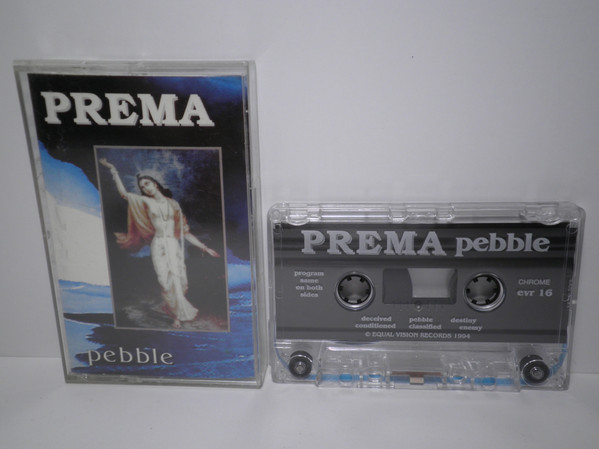 PREMA
pebble
PREMA pebble
program
same
on both
sides
CHROME
evr 16
deceived
conditioned
pebble
classified
destiny
enemy
© EQUAL VISION RECORDS 1994